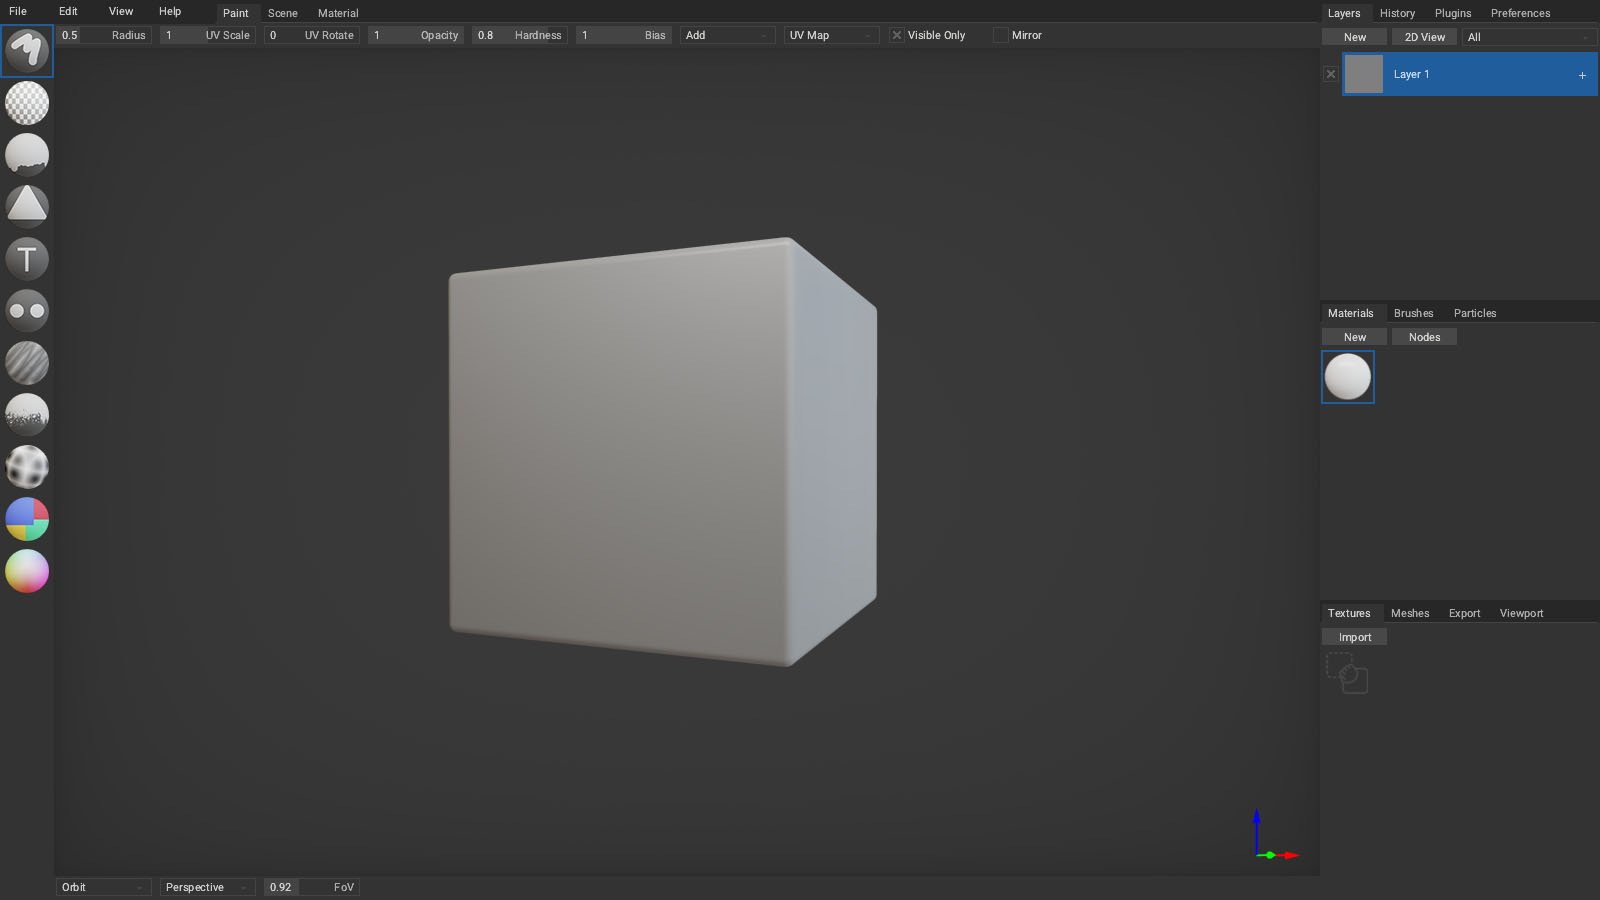 File Edit View Help Paint Scene Material
0.5 Radius 1 UV Scale 0 UV Rotate 1 Opacity 0.8 Hardness 1 Bias Add UV Map Visible Only Mirror
T
Orbit Perspective 0.92 FoV
Layers History Plugins Preferences
New 2D View All
Layer 1 +
Materials Brushes Particles
New Nodes
Textures Meshes Export Viewport
Import